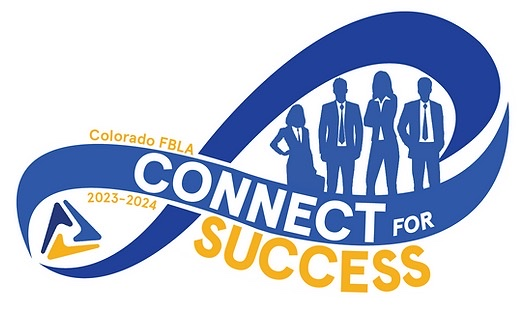 Colorado FBLA
2023-2024
CONNECT FOR
SUCCESS